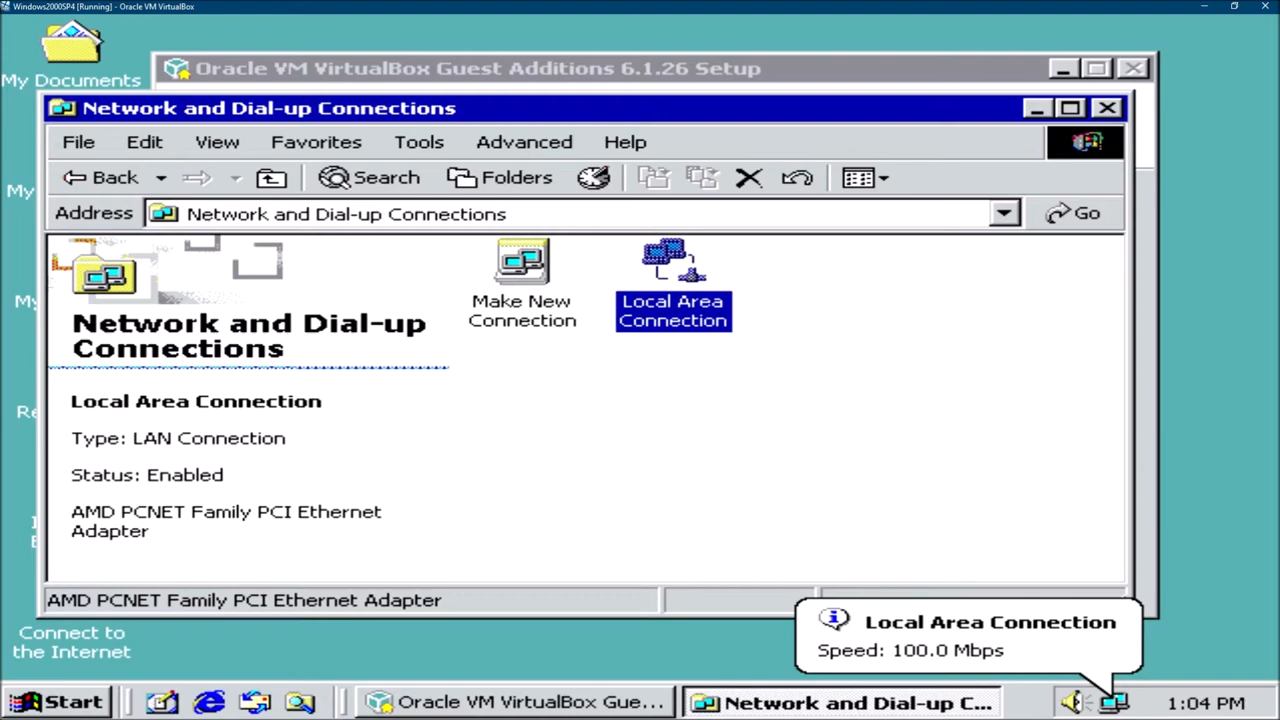 Windows2000SP4 [Running] - Oracle VM VirtualBox
My Documents
Oracle VM VirtualBox Guest Additions 6.1.26 Setup
Network and Dial-up Connections
File Edit View Favorites Tools Advanced Help
Back Search Folders
Address Network and Dial-up Connections Go
My
My
Make New
Connection
Local Area
Connection
Network and Dial-up
Connections
Local Area Connection
Type: LAN Connection
Status: Enabled
AMD PCNET Family PCI Ethernet
Adapter
AMD PCNET Family PCI Ethernet Adapter
Connect to
the Internet
Local Area Connection
Speed: 100.0 Mbps
Start Oracle VM VirtualBox Gue... Network and Dial-up C... 1:04 PM